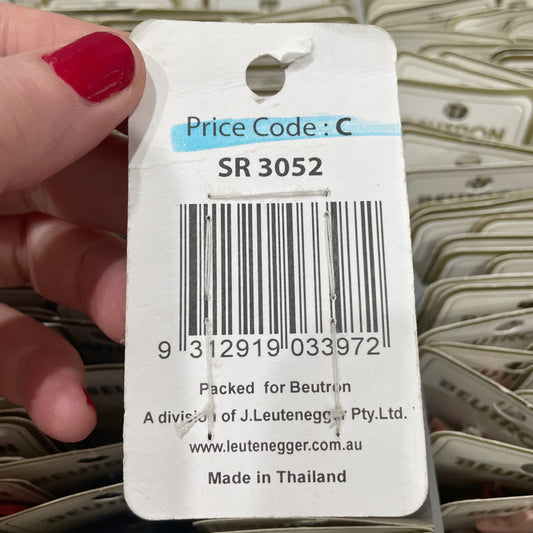 Price Code : C
SR 3052
9 312919 033972
Packed for Beutron
A division of J.Leutenegger Pty.Ltd.
www.leutenegger.com.au
Made in Thailand
BEUTRON